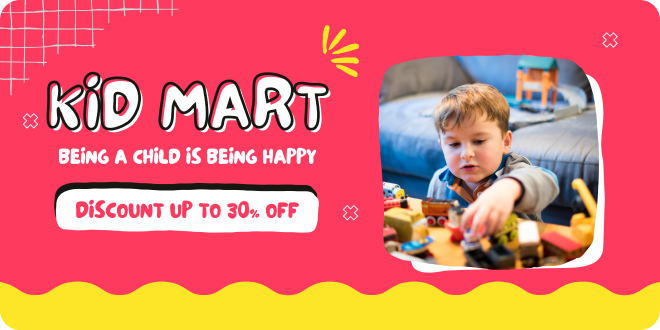 KiD MART
BEiNG A CHiLD iS BEiNG HAPPY
DiSCOUNT UP TO 30% OFF